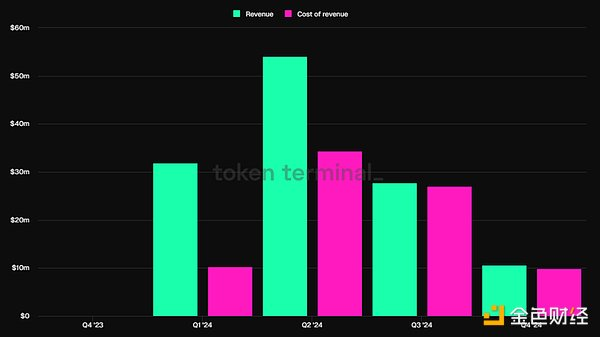 Revenue Cost of revenue
$60m
$50m
$40m
$30m
token terminal_
$20m
$10m
$0
Q4 '23 Q1 '24 Q2 '24 Q3 '24 Q4 '24
金色财经